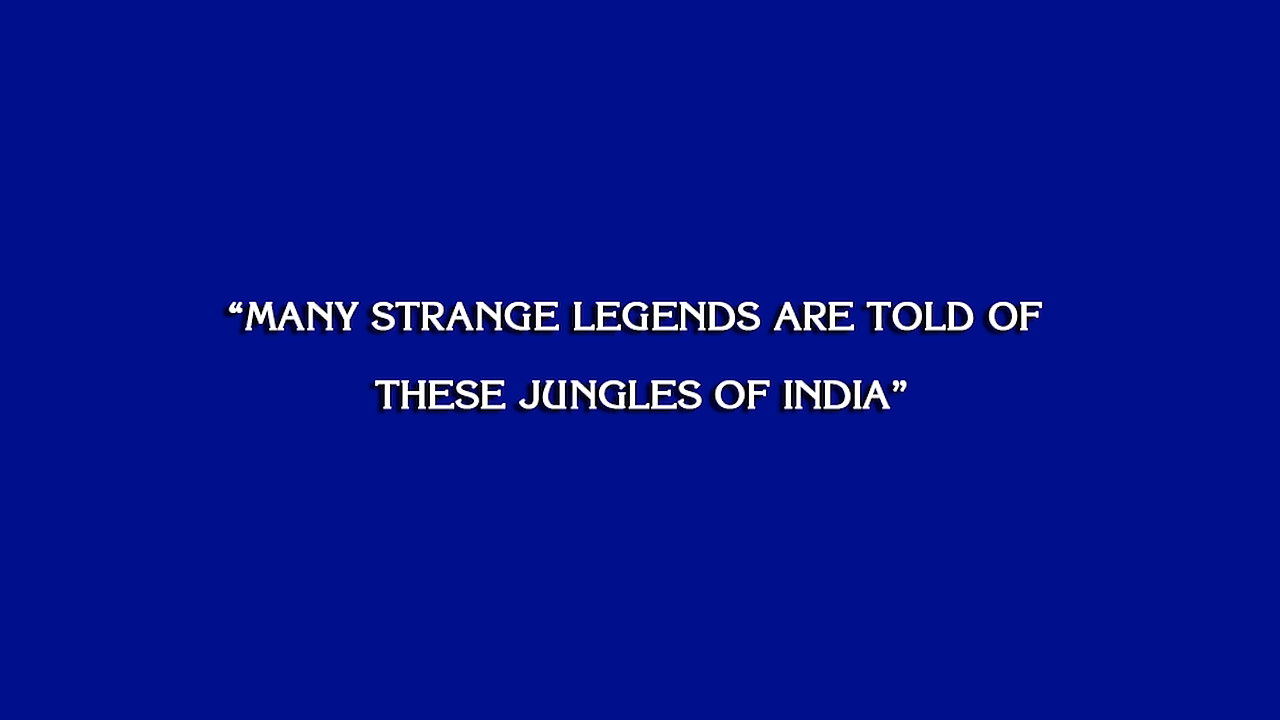 “MANY STRANGE LEGENDS ARE TOLD OF
THESE JUNGLES OF INDIA”